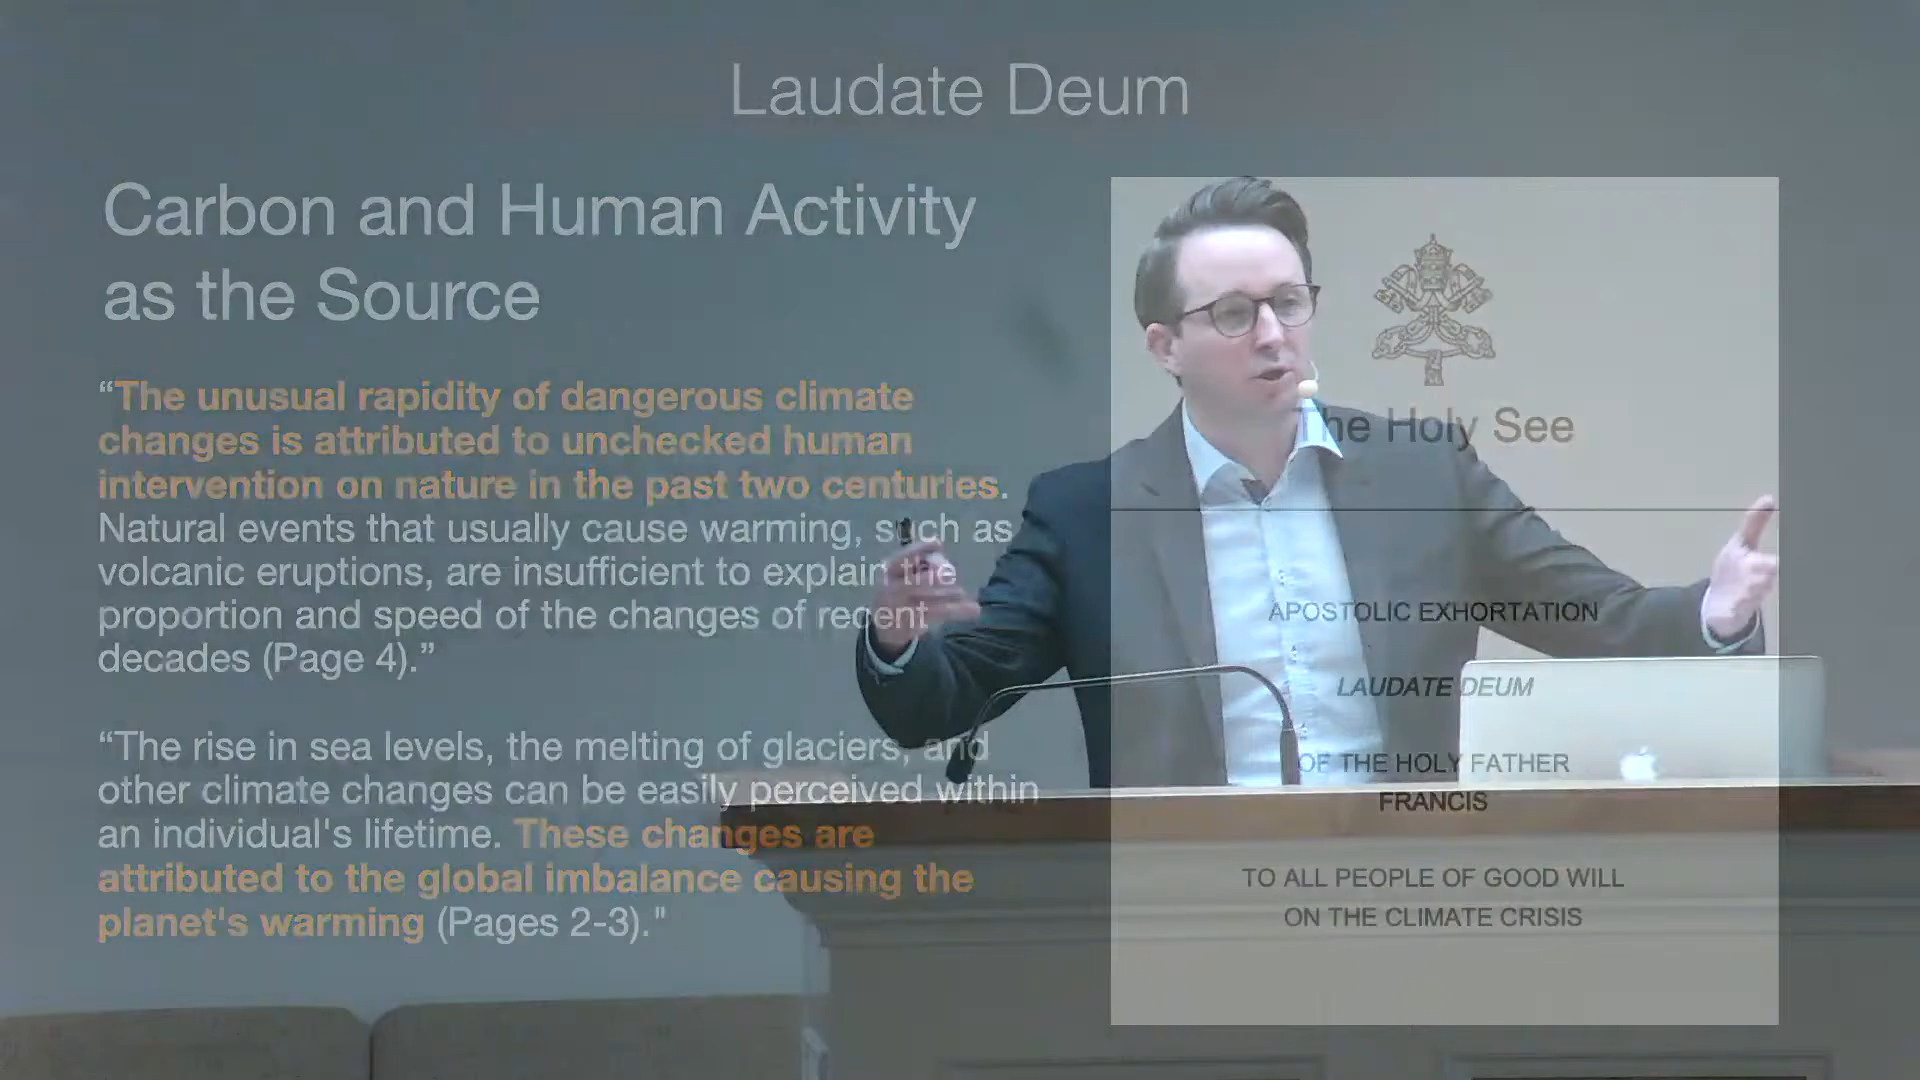 Laudate Deum
Carbon and Human Activity
as the Source
“The unusual rapidity of dangerous climate
changes is attributed to unchecked human
intervention on nature in the past two centuries.
Natural events that usually cause warming, such as
volcanic eruptions, are insufficient to explain the
proportion and speed of the changes of recent
decades (Page 4).”
“The rise in sea levels, the melting of glaciers, and
other climate changes can be easily perceived within
an individual's lifetime. These changes are
attributed to the global imbalance causing the
planet's warming (Pages 2-3)."
The Holy See
APOSTOLIC EXHORTATION
LAUDATE DEUM
OF THE HOLY FATHER
FRANCIS
TO ALL PEOPLE OF GOOD WILL
ON THE CLIMATE CRISIS